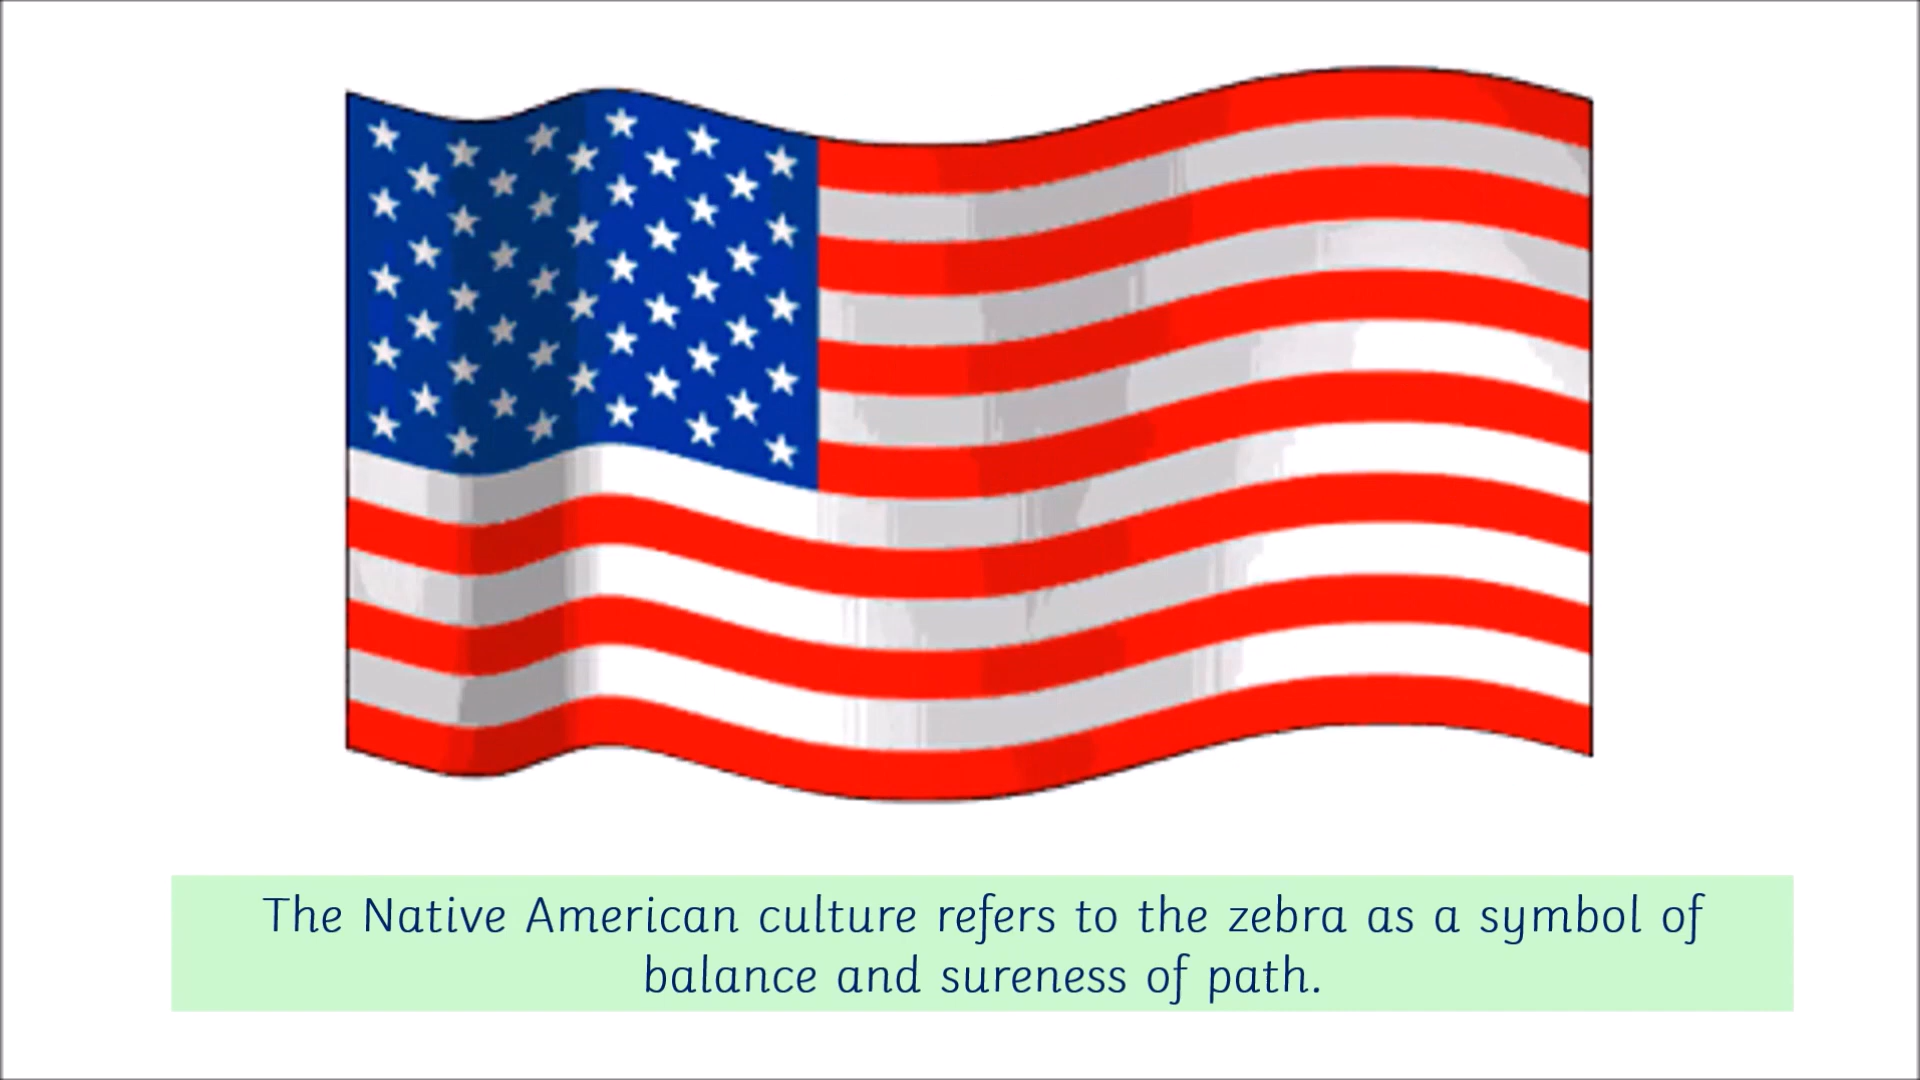 The Native American culture refers to the zebra as a symbol of
balance and sureness of path.